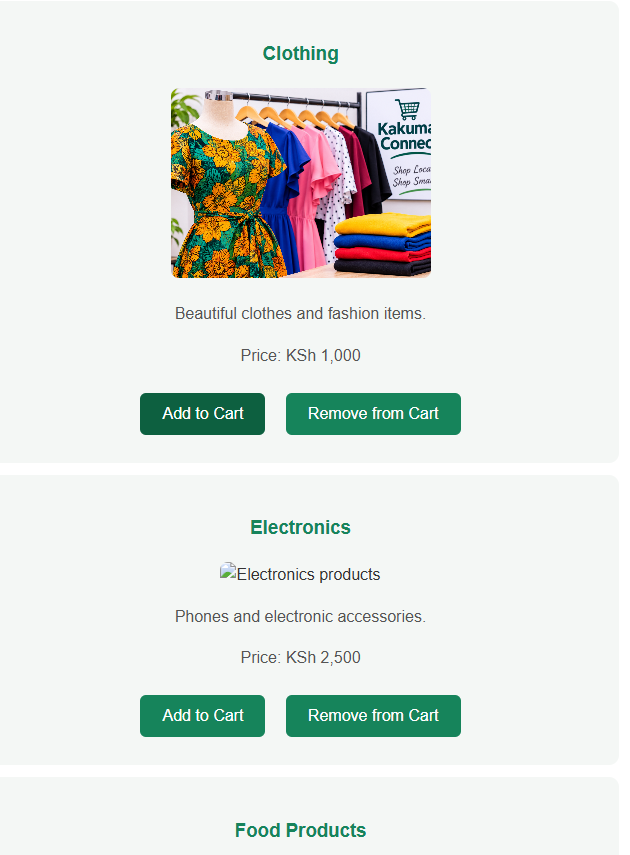 Clothing
Kakuma
Connec
Shop Loca
Shop Sma
Beautiful clothes and fashion items.
Price: KSh 1,000
Add to Cart Remove from Cart
Electronics
Electronics products
Phones and electronic accessories.
Price: KSh 2,500
Add to Cart Remove from Cart
Food Products